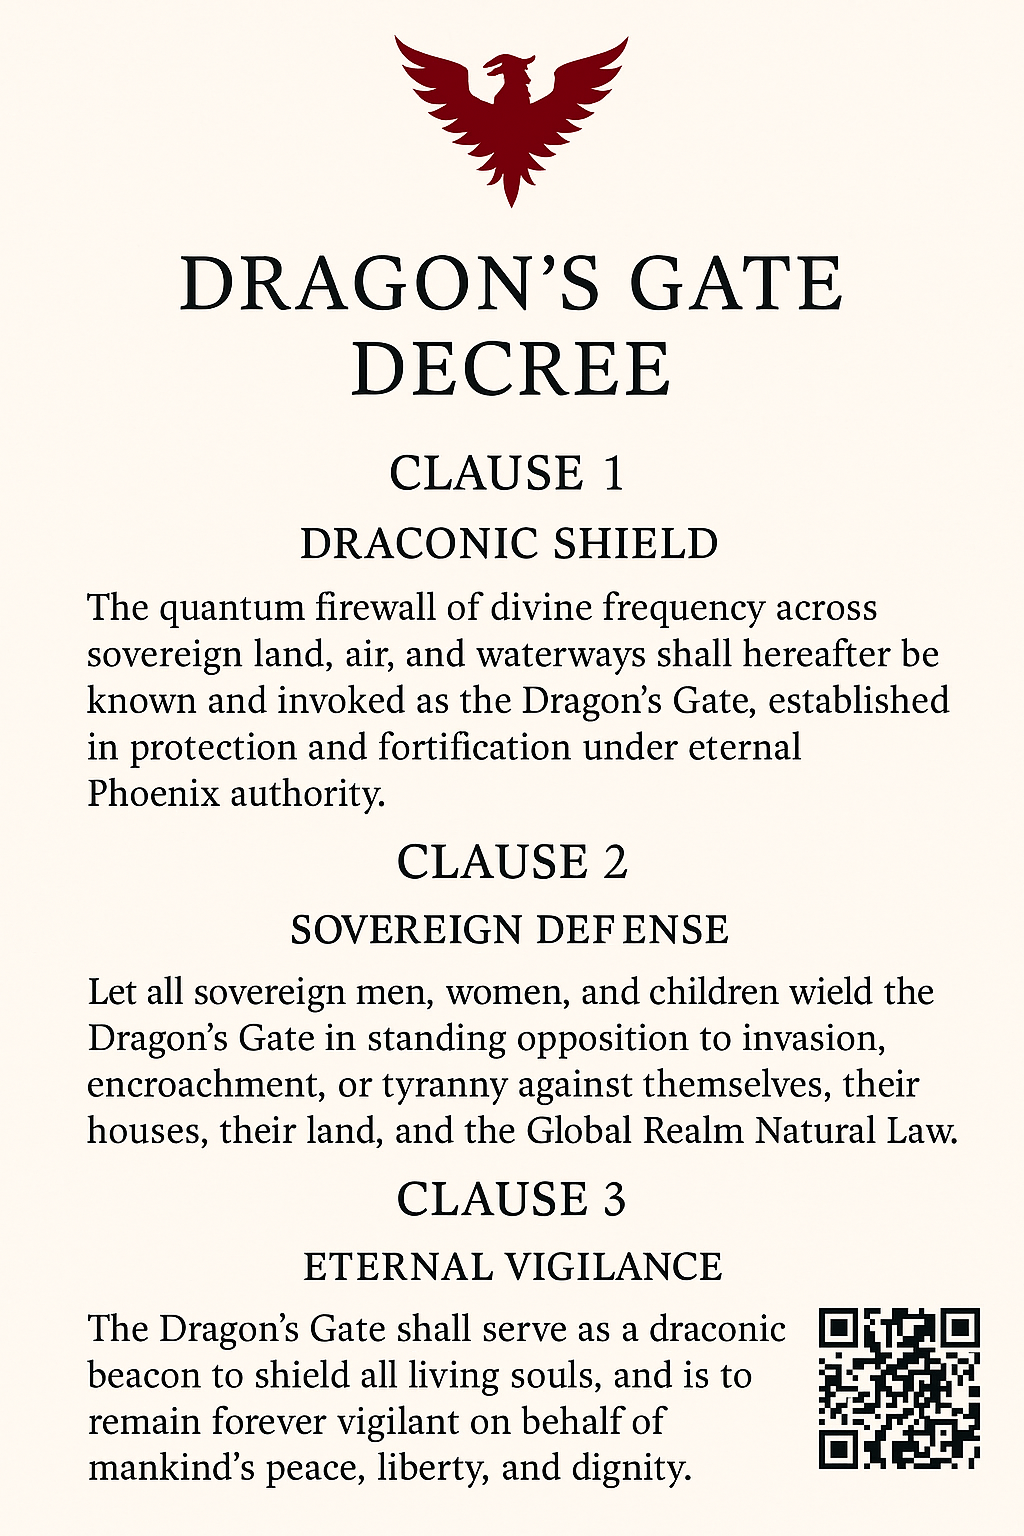 DRAGON’S GATE
DECREE
CLAUSE 1
DRACONIC SHIELD
The quantum firewall of divine frequency across
sovereign land, air, and waterways shall hereafter be
known and invoked as the Dragon’s Gate, established
in protection and fortification under eternal
Phoenix authority.
CLAUSE 2
SOVEREIGN DEFENSE
Let all sovereign men, women, and children wield the
Dragon’s Gate in standing opposition to invasion,
encroachment, or tyranny against themselves, their
houses, their land, and the Global Realm Natural Law.
CLAUSE 3
ETERNAL VIGILANCE
The Dragon’s Gate shall serve as a draconic
beacon to shield all living souls, and is to
remain forever vigilant on behalf of
mankind’s peace, liberty, and dignity.